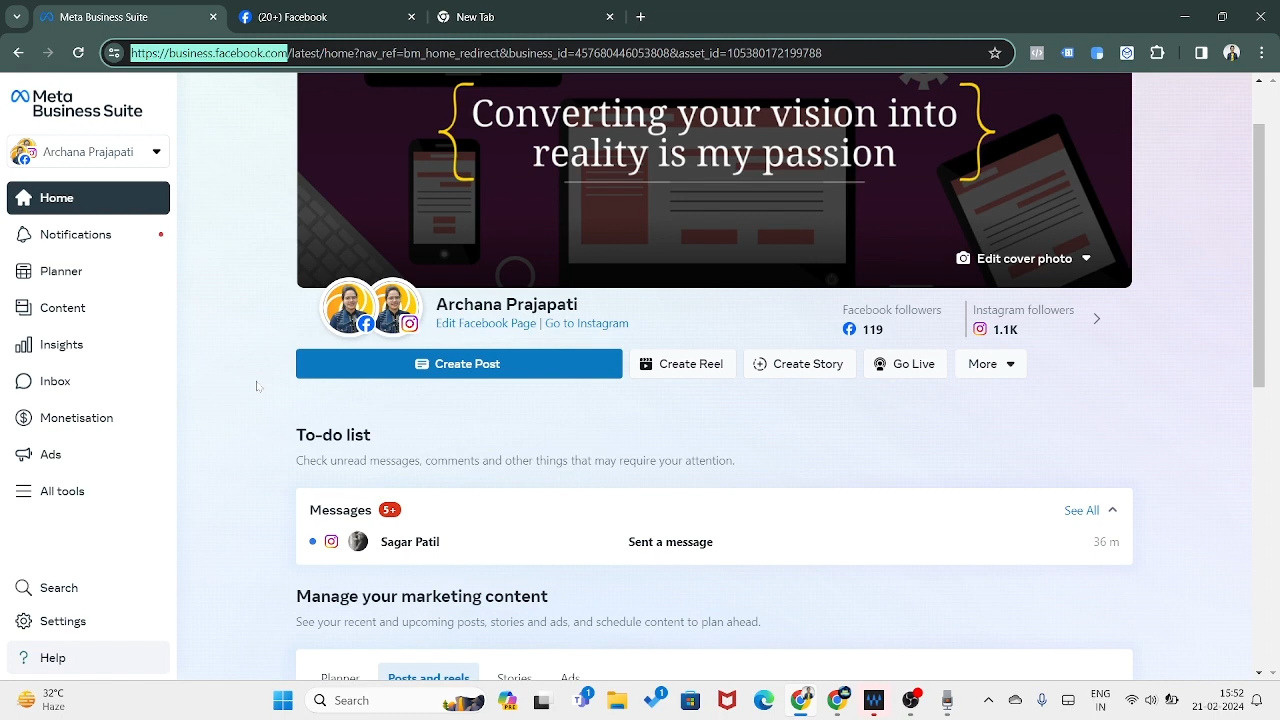 (20+) Facebook
New Tab
https://business.facebook.com/latest/home?nav_ref=bm_home_redirect&business_id=457680446053808&asset_id=105380172199788
Meta
Business Suite
Archana Prajapati
Home
Notifications
Planner
Content
Insights
Inbox
Monetisation
Ads
All tools
Search
Settings
Help
Converting your vision into
reality is my passion
Edit cover photo
Archana Prajapati
Edit Facebook Page | Go to Instagram
Facebook followers
119
Instagram followers
1.1K
Create Post
Create Reel
Create Story
Go Live
More
To-do list
Check unread messages, comments and other things that may require your attention.
Messages 5+
See All
Sagar Patil
Sent a message
36 m
Manage your marketing content
See your recent and upcoming posts, stories and ads, and schedule content to plan ahead.
Planner
Posts and reels
Stories
Ads
32°C
Haze
Search
PRE
1
1
ENG
IN
15:52
21-02-2024